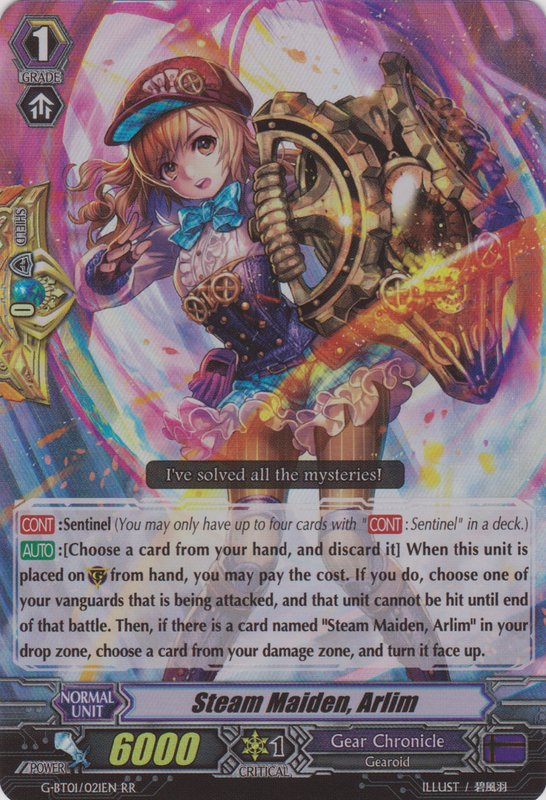 1
GRADE
SHIELD
0
I've solved all the mysteries!
CONT :Sentinel (You may only have up to four cards with "CONT : Sentinel" in a deck.)
AUTO :[Choose a card from your hand, and discard it] When this unit is
placed on G from hand, you may pay the cost. If you do, choose one of
your vanguards that is being attacked, and that unit cannot be hit until end
of that battle. Then, if there is a card named "Steam Maiden, Arlim" in your
drop zone, choose a card from your damage zone, and turn it face up.
NORMAL
UNIT
Steam Maiden, Arlim
POWER
6000
1
CRITICAL
Gear Chronicle
Gearoid
G-BT01/021EN RR
ILLUST / 碧風羽